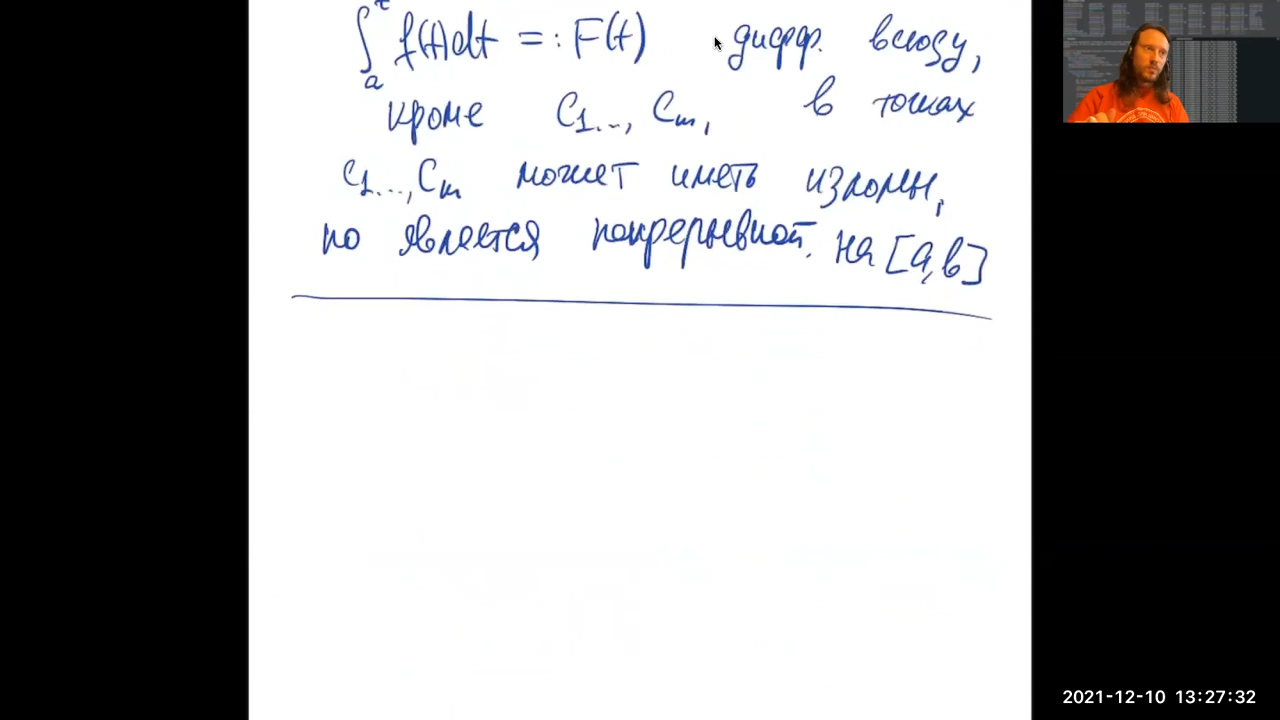 ∫ₐᵗ f(t)dt =: F(t) дифф. всюду,
кроме C₁..., Cₘ, в точках
C₁...,Cₘ может иметь изломы,
но является непрерывной. на [a,b]
2021-12-10 13:27:32